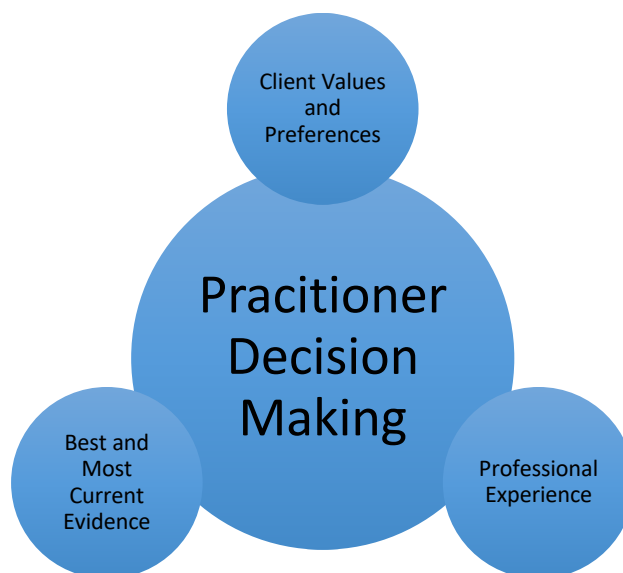 Client Values
and
Preferences
Pracitioner
Decision
Making
Best and
Most
Current
Evidence
Professional
Experience